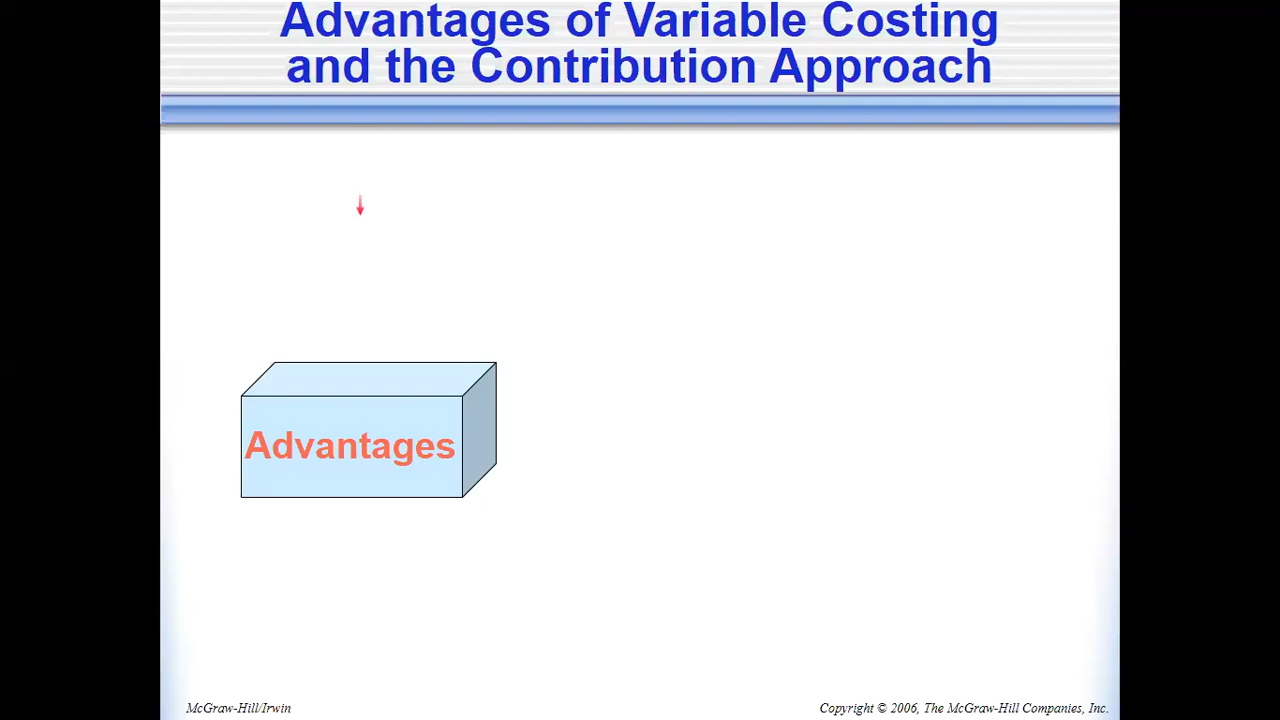 Advantages of Variable Costing
and the Contribution Approach
Advantages
McGraw-Hill/Irwin
Copyright © 2006, The McGraw-Hill Companies, Inc.